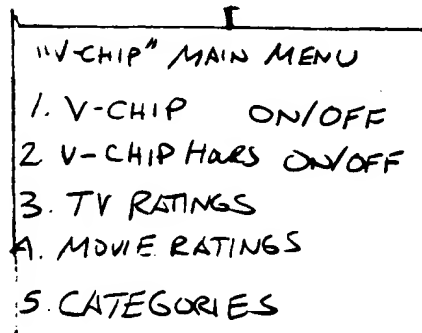 "V-CHIP" MAIN MENU
1. V-CHIP ON/OFF
2 V-CHIP HOURS ON/OFF
3. TV RATINGS
4. MOVIE RATINGS
5. CATEGORIES